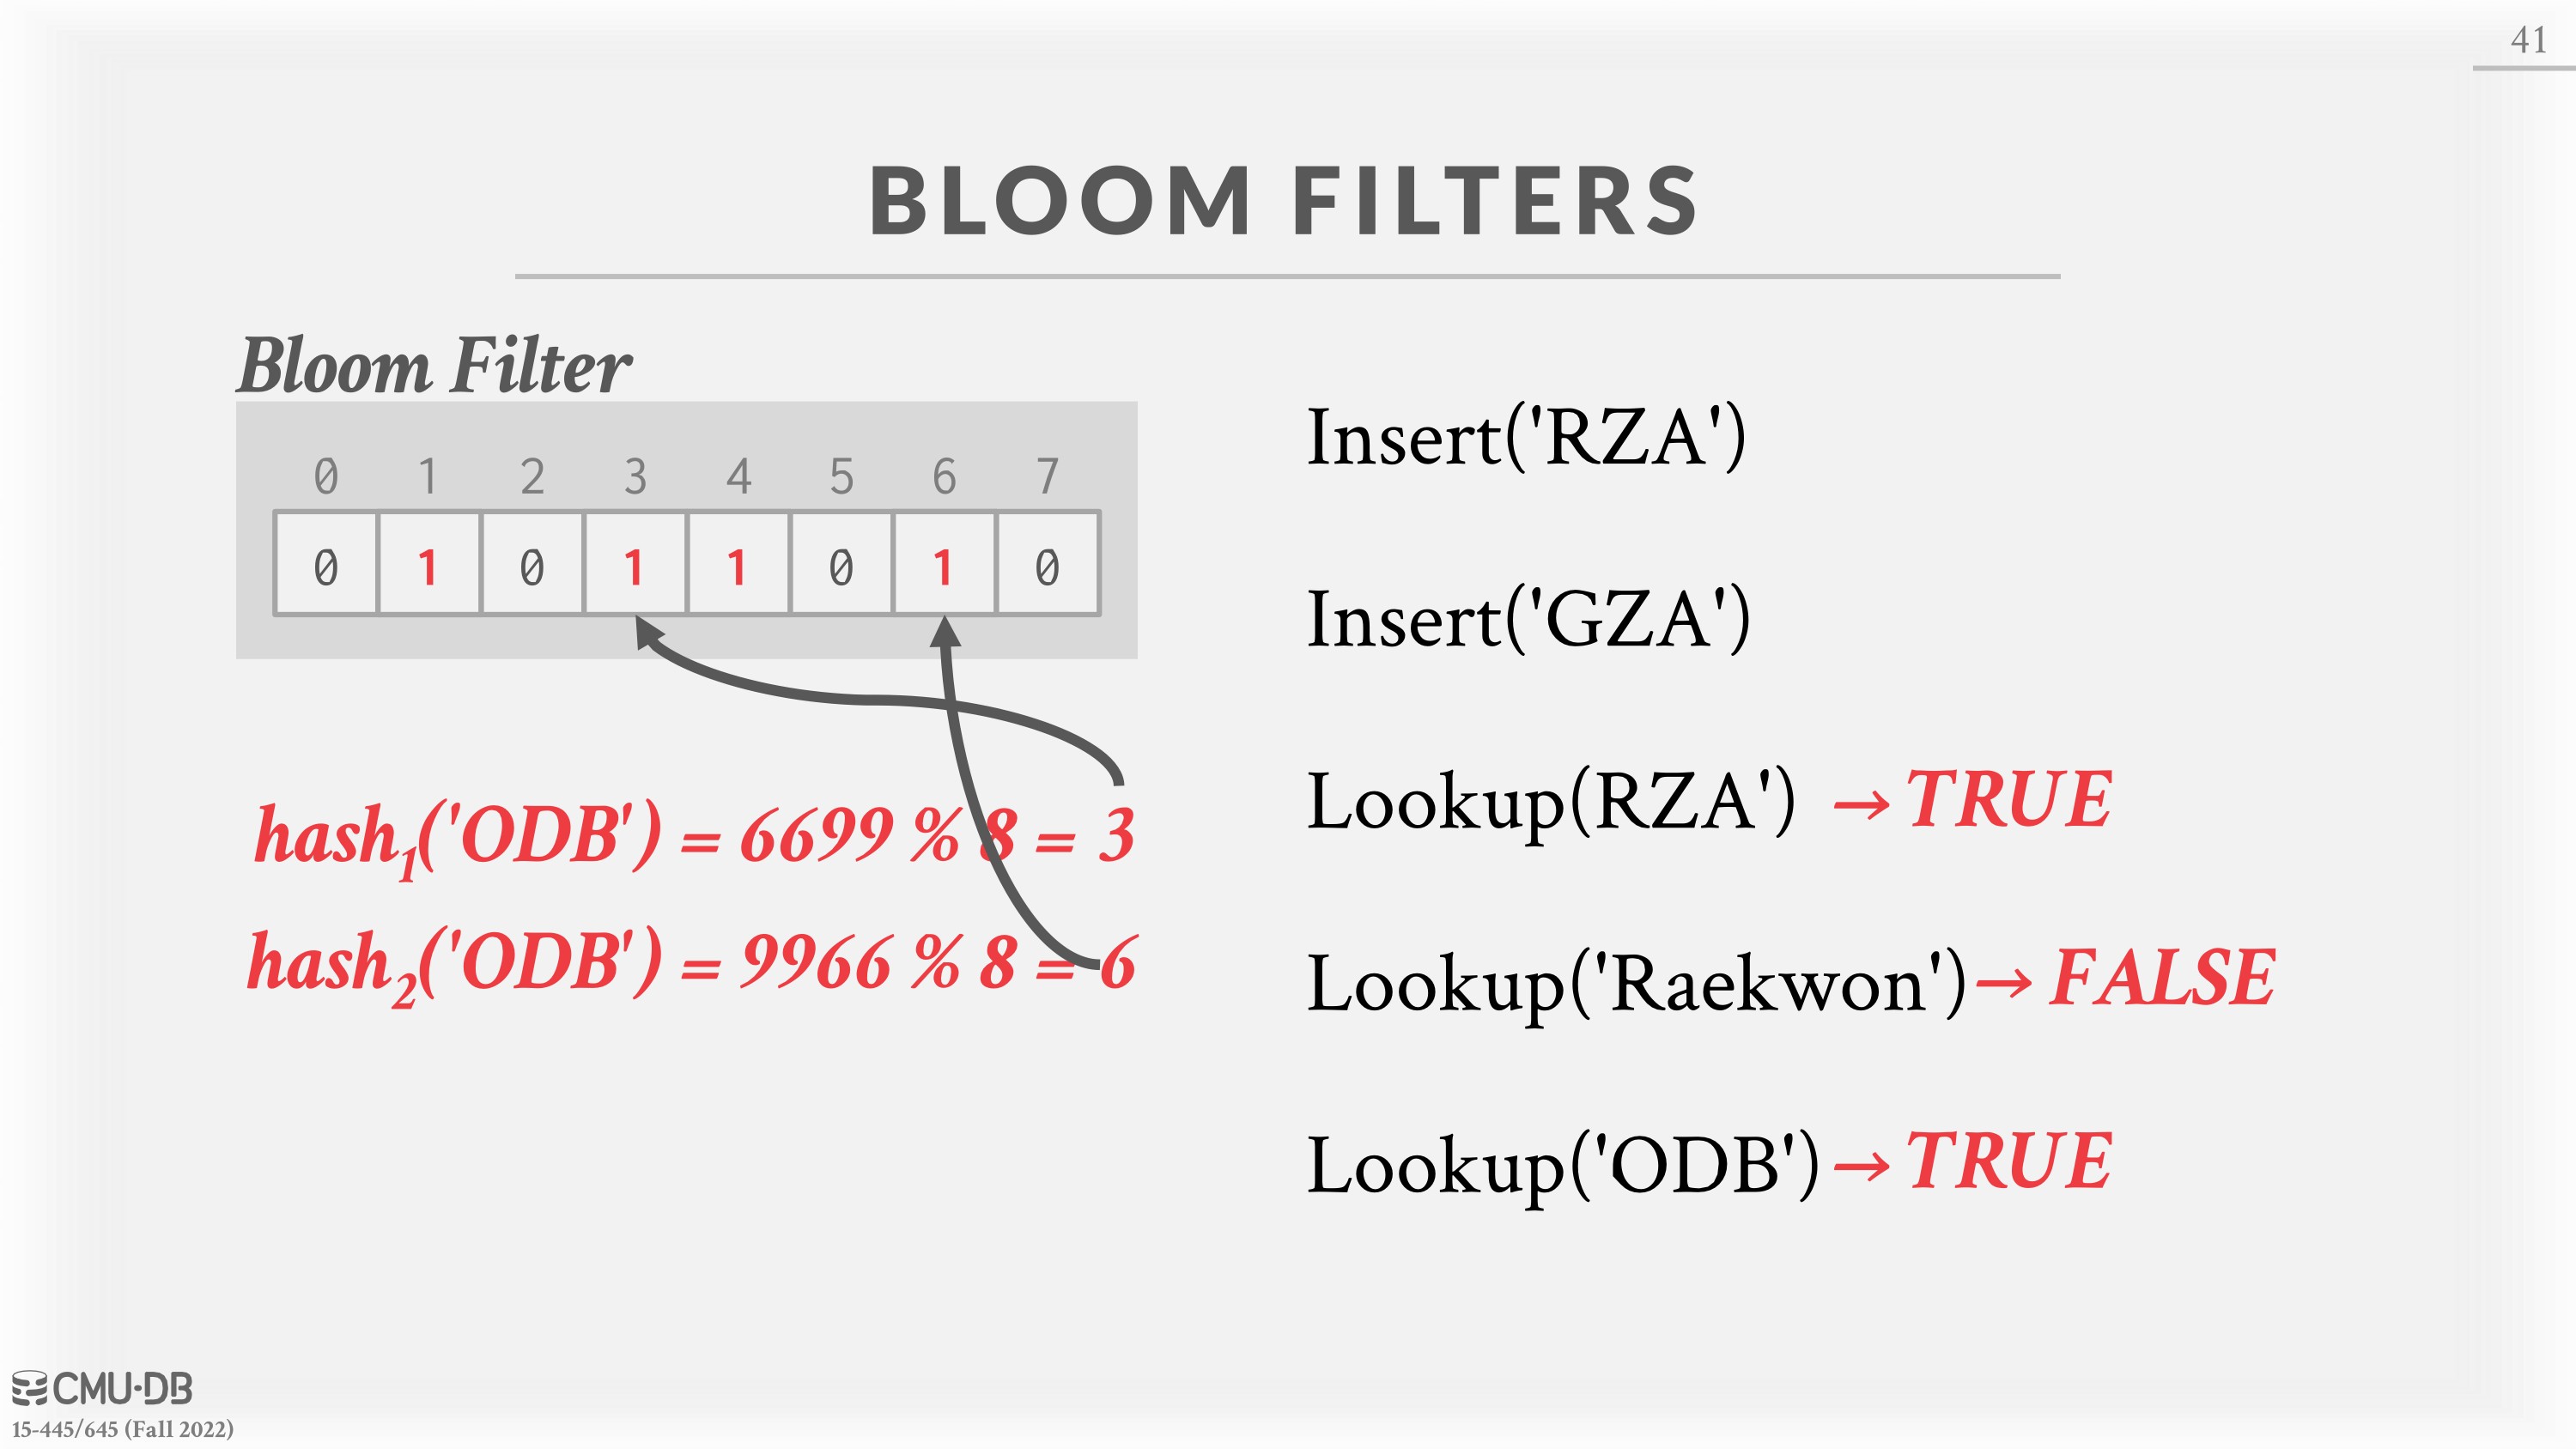 41
BLOOM FILTERS
Bloom Filter
0 1 2 3 4 5 6 7
0 1 0 1 1 0 1 0
hash1('ODB') = 6699 % 8 = 3
hash2('ODB') = 9966 % 8 = 6
Insert('RZA')
Insert('GZA')
Lookup(RZA') → TRUE
Lookup('Raekwon') → FALSE
Lookup('ODB') → TRUE
CMU·DB
15-445/645 (Fall 2022)